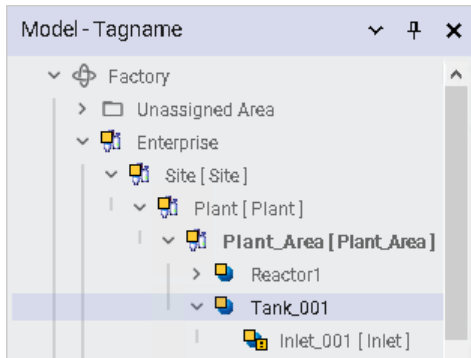 Model - Tagname
Factory
Unassigned Area
Enterprise
Site [ Site ]
Plant [ Plant ]
Plant_Area [ Plant_Area ]
Reactor1
Tank_001
Inlet_001 [ Inlet ]